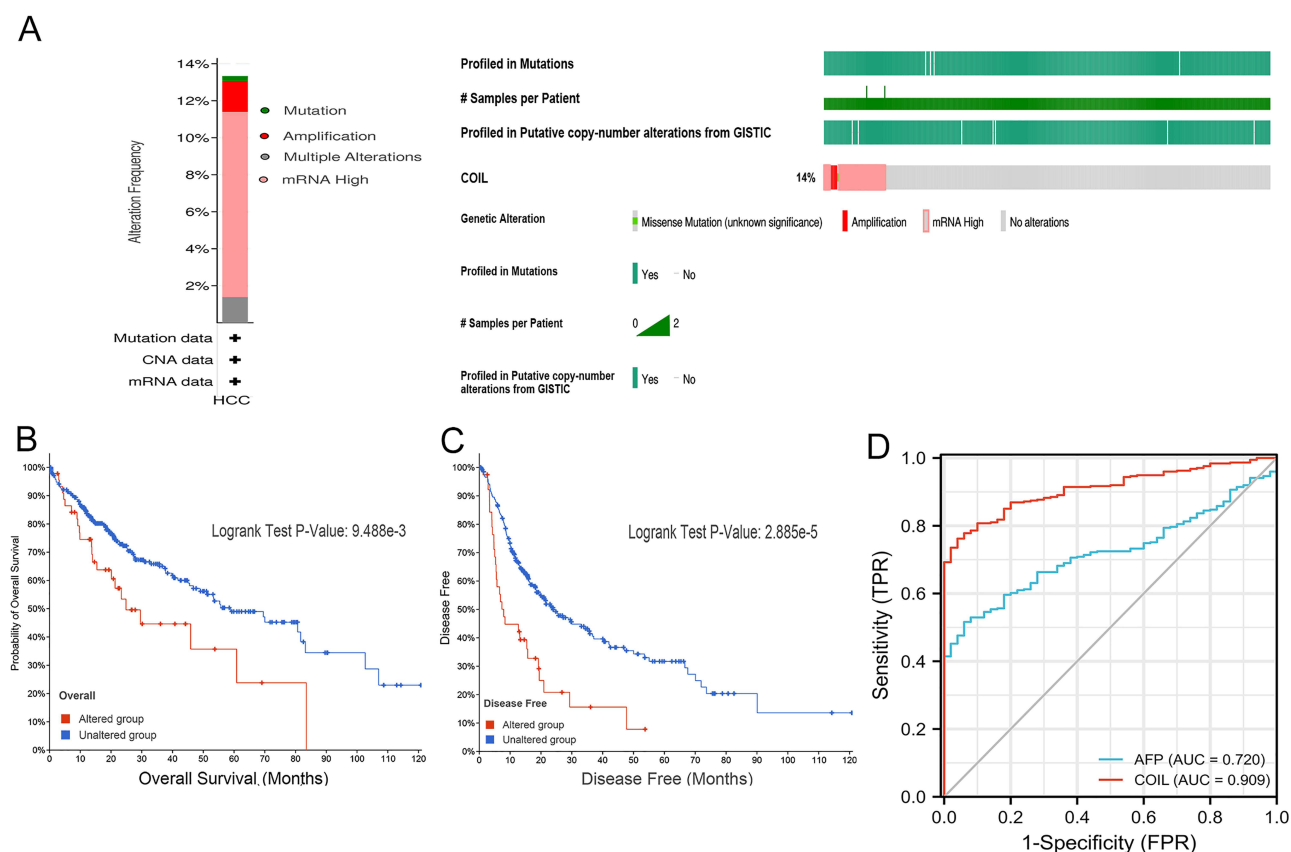 A
14%
12%
10%
8%
6%
4%
2%
Alteration Frequency
Mutation
Amplification
Multiple Alterations
mRNA High
Mutation data
CNA data
mRNA data
HCC
Profiled in Mutations
# Samples per Patient
Profiled in Putative copy-number alterations from GISTIC
COIL 14%
Genetic Alteration Missense Mutation (unknown significance) Amplification mRNA High No alterations
Profiled in Mutations Yes No
# Samples per Patient 0 2
Profiled in Putative copy-number
alterations from GISTIC Yes No
B
100%
90%
80%
70%
60%
50%
40%
30%
20%
10%
0%
Probability of Overall Survival
Logrank Test P-Value: 9.488e-3
Overall
Altered group
Unaltered group
0 10 20 30 40 50 60 70 80 90 100 110 120
Overall Survival (Months)
C
100%
90%
80%
70%
60%
50%
40%
30%
20%
10%
0%
Disease Free
Logrank Test P-Value: 2.885e-5
Disease Free
Altered group
Unaltered group
0 10 20 30 40 50 60 70 80 90 100 110 120
Disease Free (Months)
D
1.0
0.8
0.6
0.4
0.2
0.0
Sensitivity (TPR)
AFP (AUC = 0.720)
COIL (AUC = 0.909)
0.0 0.2 0.4 0.6 0.8 1.0
1-Specificity (FPR)